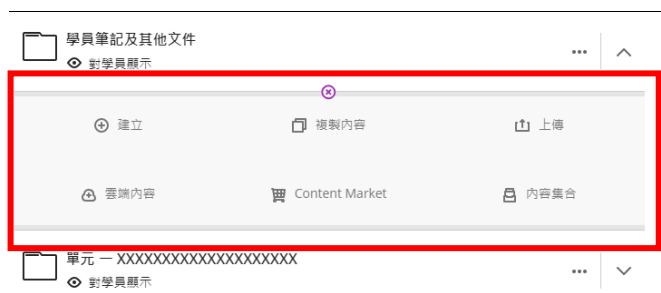 學員筆記及其他文件
對學員顯示
建立
複製內容
上傳
雲端內容
Content Market
內容集合
單元 一 XXXXXXXXXXXXXXXXXXXX
對學員顯示